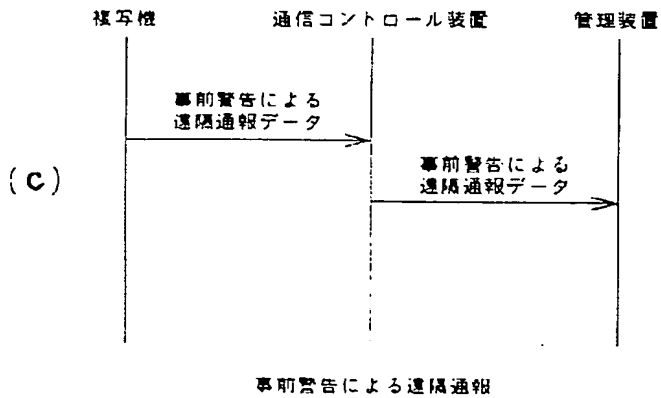 複写機 通信コントロール装置 管理装置
事前警告による
遠隔通報データ
事前警告による
遠隔通報データ
(C)
事前警告による遠隔通報